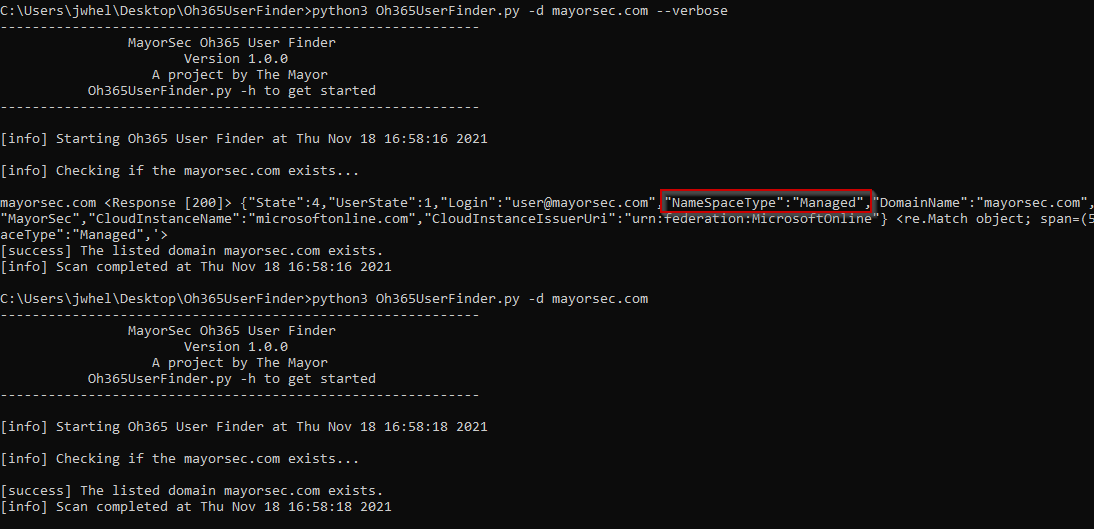 C:\Users\jwhel\Desktop\Oh365UserFinder>python3 Oh365UserFinder.py -d mayorsec.com --verbose
------------------------------------------------------------
MayorSec Oh365 User Finder
Version 1.0.0
A project by The Mayor
Oh365UserFinder.py -h to get started
------------------------------------------------------------
[info] Starting Oh365 User Finder at Thu Nov 18 16:58:16 2021
[info] Checking if the mayorsec.com exists...
mayorsec.com <Response [200]> {"State":4,"UserState":1,"Login":"user@mayorsec.com","NameSpaceType":"Managed","DomainName":"mayorsec.com",
"MayorSec","CloudInstanceName":"microsoftonline.com","CloudInstanceIssuerUri":"urn:federation:MicrosoftOnline"} <re.Match object; span=(5
aceType":"Managed",'>
[success] The listed domain mayorsec.com exists.
[info] Scan completed at Thu Nov 18 16:58:16 2021
C:\Users\jwhel\Desktop\Oh365UserFinder>python3 Oh365UserFinder.py -d mayorsec.com
------------------------------------------------------------
MayorSec Oh365 User Finder
Version 1.0.0
A project by The Mayor
Oh365UserFinder.py -h to get started
------------------------------------------------------------
[info] Starting Oh365 User Finder at Thu Nov 18 16:58:18 2021
[info] Checking if the mayorsec.com exists...
[success] The listed domain mayorsec.com exists.
[info] Scan completed at Thu Nov 18 16:58:18 2021